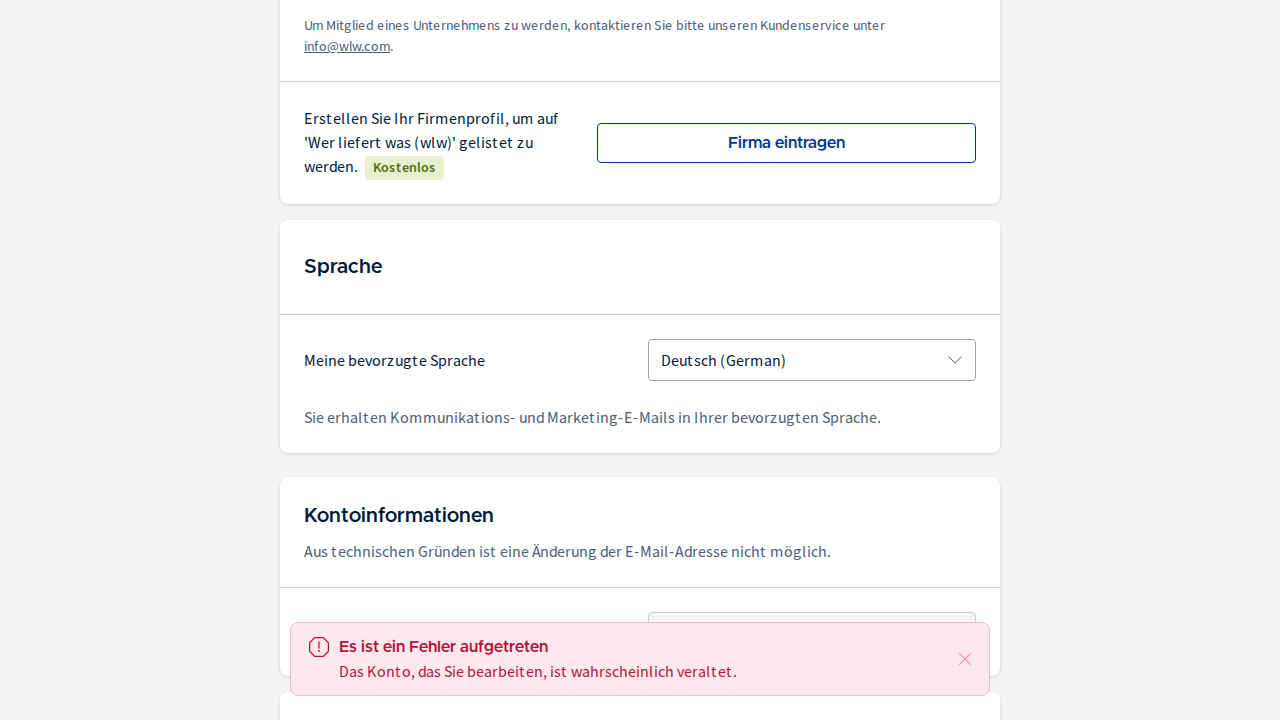 Um Mitglied eines Unternehmens zu werden, kontaktieren Sie bitte unseren Kundenservice unter
info@wlw.com.
Erstellen Sie Ihr Firmenprofil, um auf
'Wer liefert was (wlw)' gelistet zu
werden. Kostenlos
Firma eintragen
Sprache
Meine bevorzugte Sprache
Deutsch (German)
Sie erhalten Kommunikations- und Marketing-E-Mails in Ihrer bevorzugten Sprache.
Kontoinformationen
Aus technischen Gründen ist eine Änderung der E-Mail-Adresse nicht möglich.
Es ist ein Fehler aufgetreten
Das Konto, das Sie bearbeiten, ist wahrscheinlich veraltet.